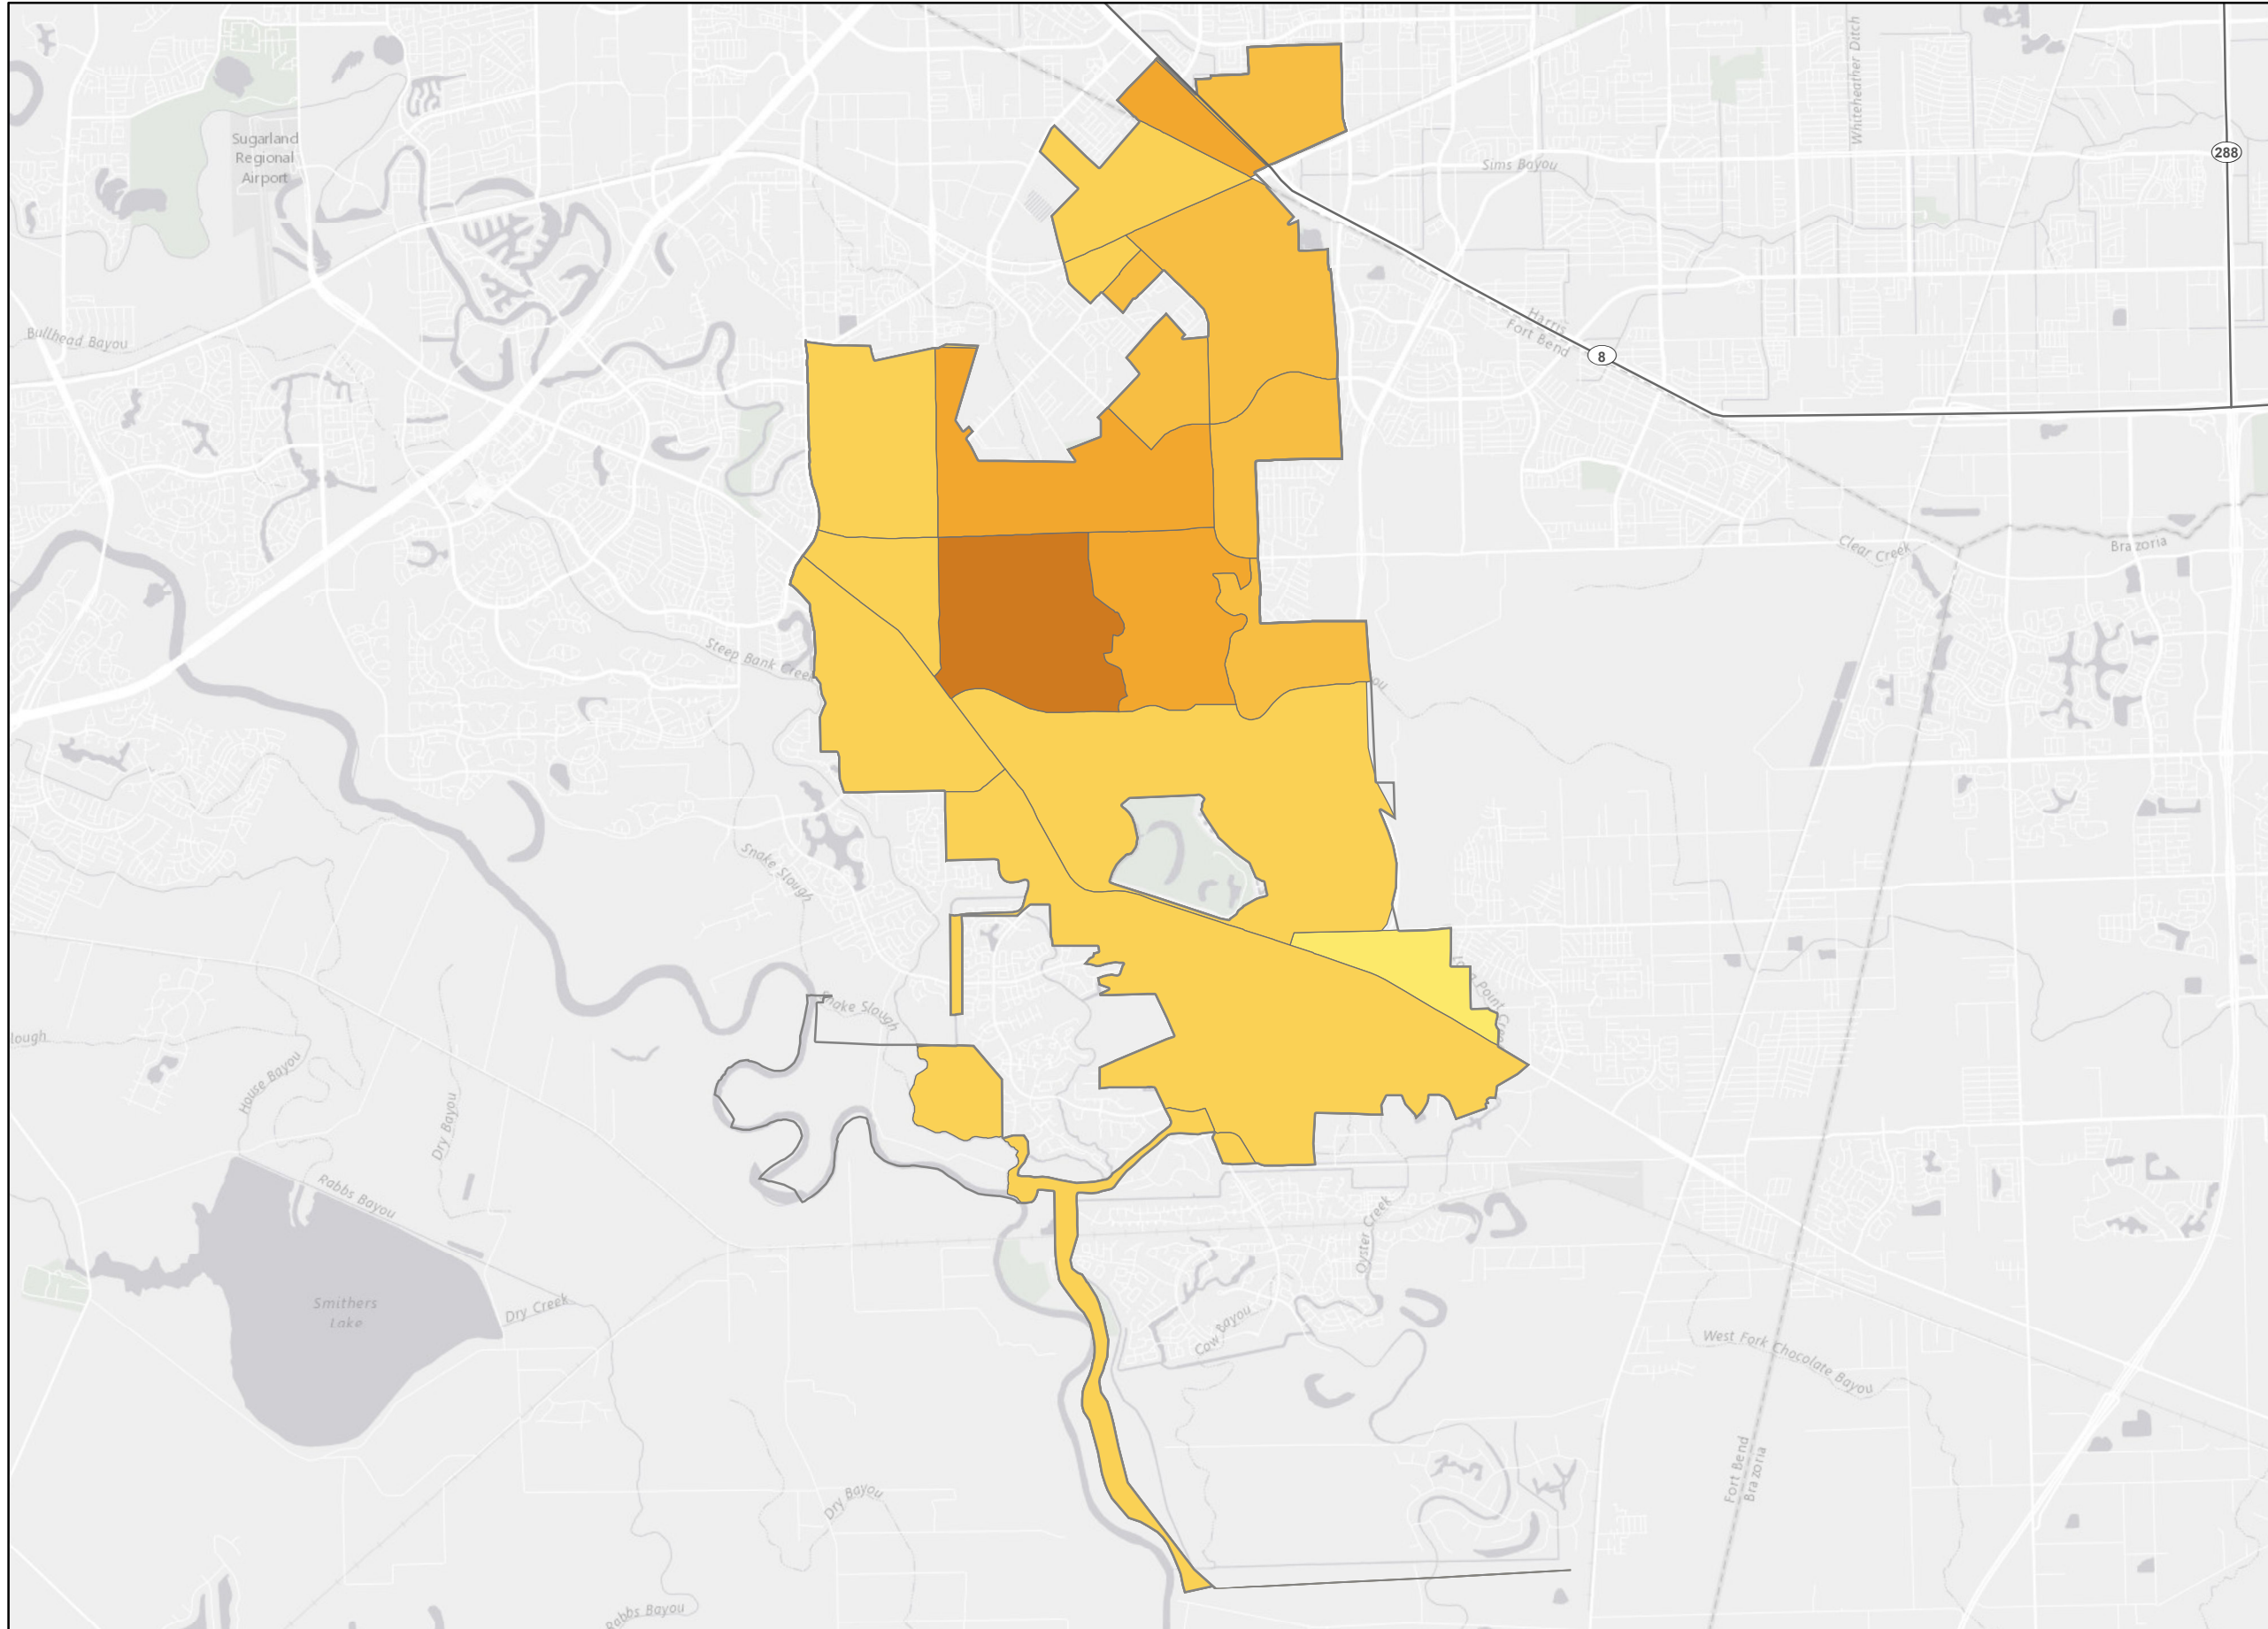 Whiteheather Ditch
Sugarland
Regional
Airport
288
Sims Bayou
Bullhead Bayou
Harris
Fort Bend
8
Clear Creek
Brazoria
Steep Bank Creek
Snake Slough
Snake Slough
House Bayou
Dry Bayou
Rabbs Bayou
Oyster Creek
Smithers
Lake
Dry Creek
Cow Bayou
West Fork Chocolate Bayou
Fort Bend
Brazoria
Dry Bayou
Rabbs Bayou